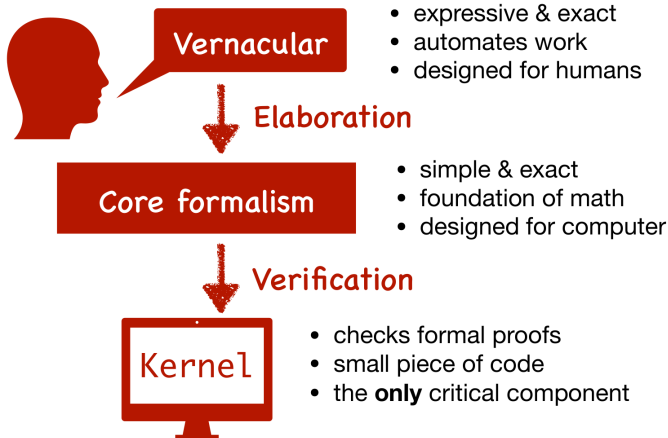 Vernacular
• expressive & exact
• automates work
• designed for humans
Elaboration
Core formalism
• simple & exact
• foundation of math
• designed for computer
Verification
Kernel
• checks formal proofs
• small piece of code
• the only critical component